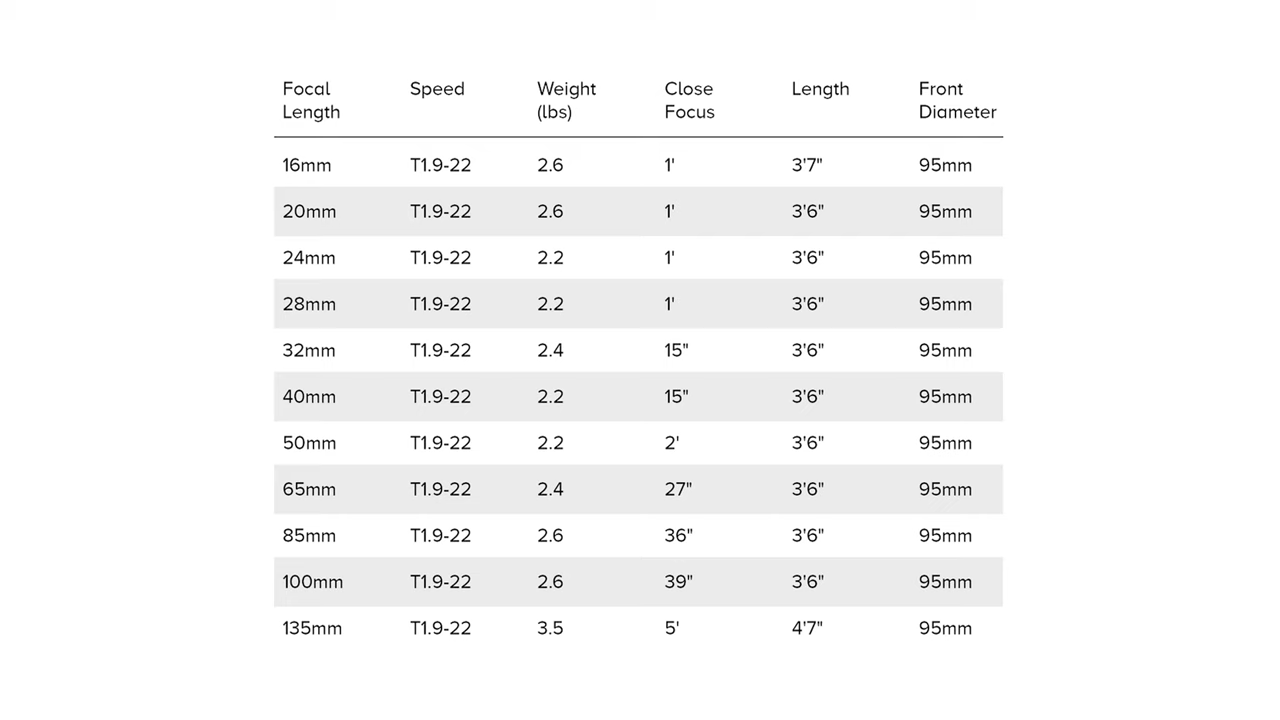 Focal Length Speed Weight (lbs) Close Focus Length Front Diameter
16mm T1.9-22 2.6 1' 3'7" 95mm
20mm T1.9-22 2.6 1' 3'6" 95mm
24mm T1.9-22 2.2 1' 3'6" 95mm
28mm T1.9-22 2.2 1' 3'6" 95mm
32mm T1.9-22 2.4 15" 3'6" 95mm
40mm T1.9-22 2.2 15" 3'6" 95mm
50mm T1.9-22 2.2 2' 3'6" 95mm
65mm T1.9-22 2.4 27" 3'6" 95mm
85mm T1.9-22 2.6 36" 3'6" 95mm
100mm T1.9-22 2.6 39" 3'6" 95mm
135mm T1.9-22 3.5 5' 4'7" 95mm